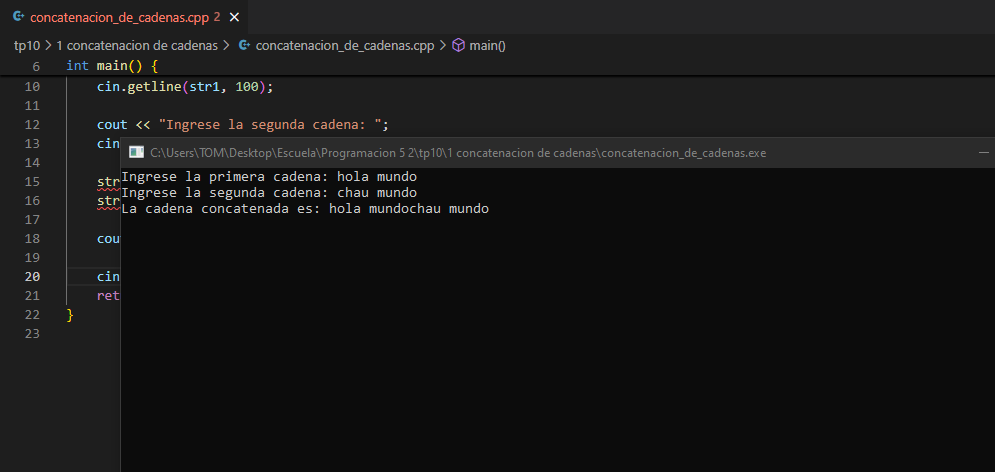 concatenacion_de_cadenas.cpp 2 ×
tp10 > 1 concatenacion de cadenas > concatenacion_de_cadenas.cpp > main()
6 int main() {
10 cin.getline(str1, 100);
11
12 cout << "Ingrese la segunda cadena: ";
13 cin
14
15 str
16 str
17
18 cou
19
20 cin
21 ret
22 }
23
C:\Users\TOM\Desktop\Escuela\Programacion 5 2\tp10\1 concatenacion de cadenas\concatenacion_de_cadenas.exe
Ingrese la primera cadena: hola mundo
Ingrese la segunda cadena: chau mundo
La cadena concatenada es: hola mundochau mundo